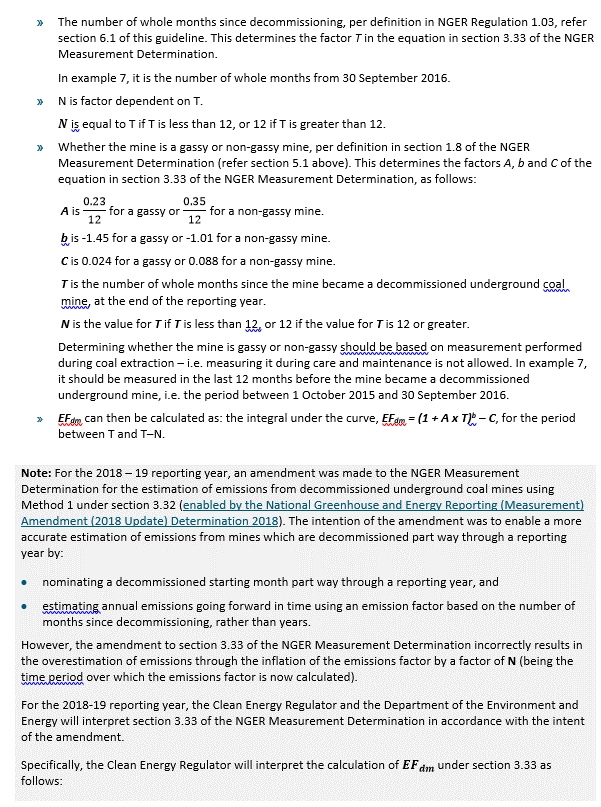 » The number of whole months since decommissioning, per definition in NGER Regulation 1.03, refer
section 6.1 of this guideline. This determines the factor T in the equation in section 3.33 of the NGER
Measurement Determination.
In example 7, it is the number of whole months from 30 September 2016.
» N is factor dependent on T.
N is equal to T if T is less than 12, or 12 if T is greater than 12.
» Whether the mine is a gassy or non-gassy mine, per definition in section 1.8 of the NGER
Measurement Determination (refer section 5.1 above). This determines the factors A, b and C of the
equation in section 3.33 of the NGER Measurement Determination, as follows:
A is 0.23/12 for a gassy or 0.35/12 for a non-gassy mine.
b is -1.45 for a gassy or -1.01 for a non-gassy mine.
C is 0.024 for a gassy or 0.088 for a non-gassy mine.
T is the number of whole months since the mine became a decommissioned underground coal
mine, at the end of the reporting year.
N is the value for T if T is less than 12, or 12 if the value for T is 12 or greater.
Determining whether the mine is gassy or non-gassy should be based on measurement performed
during coal extraction – i.e. measuring it during care and maintenance is not allowed. In example 7,
it should be measured in the last 12 months before the mine became a decommissioned
underground mine, i.e. the period between 1 October 2015 and 30 September 2016.
» EFdm can then be calculated as: the integral under the curve, EFdm = (1 + A x T)^b – C, for the period
between T and T–N.
Note: For the 2018 – 19 reporting year, an amendment was made to the NGER Measurement
Determination for the estimation of emissions from decommissioned underground coal mines using
Method 1 under section 3.32 (enabled by the National Greenhouse and Energy Reporting (Measurement)
Amendment (2018 Update) Determination 2018). The intention of the amendment was to enable a more
accurate estimation of emissions from mines which are decommissioned part way through a reporting
year by:
• nominating a decommissioned starting month part way through a reporting year, and
• estimating annual emissions going forward in time using an emission factor based on the number of
months since decommissioning, rather than years.
However, the amendment to section 3.33 of the NGER Measurement Determination incorrectly results in
the overestimation of emissions through the inflation of the emissions factor by a factor of N (being the
time period over which the emissions factor is now calculated).
For the 2018-19 reporting year, the Clean Energy Regulator and the Department of the Environment and
Energy will interpret section 3.33 of the NGER Measurement Determination in accordance with the intent
of the amendment.
Specifically, the Clean Energy Regulator will interpret the calculation of EFdm under section 3.33 as
follows: